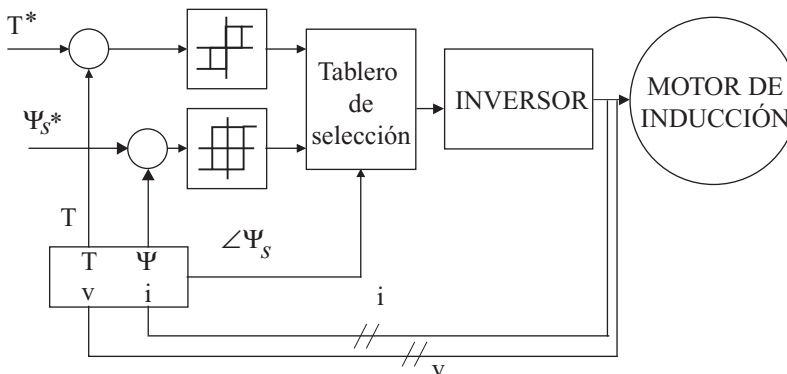 T*
Ψs*
Tablero
de
selección
INVERSOR
MOTOR DE
INDUCCIÓN
T
∠Ψs
T Ψ
v i
i
v